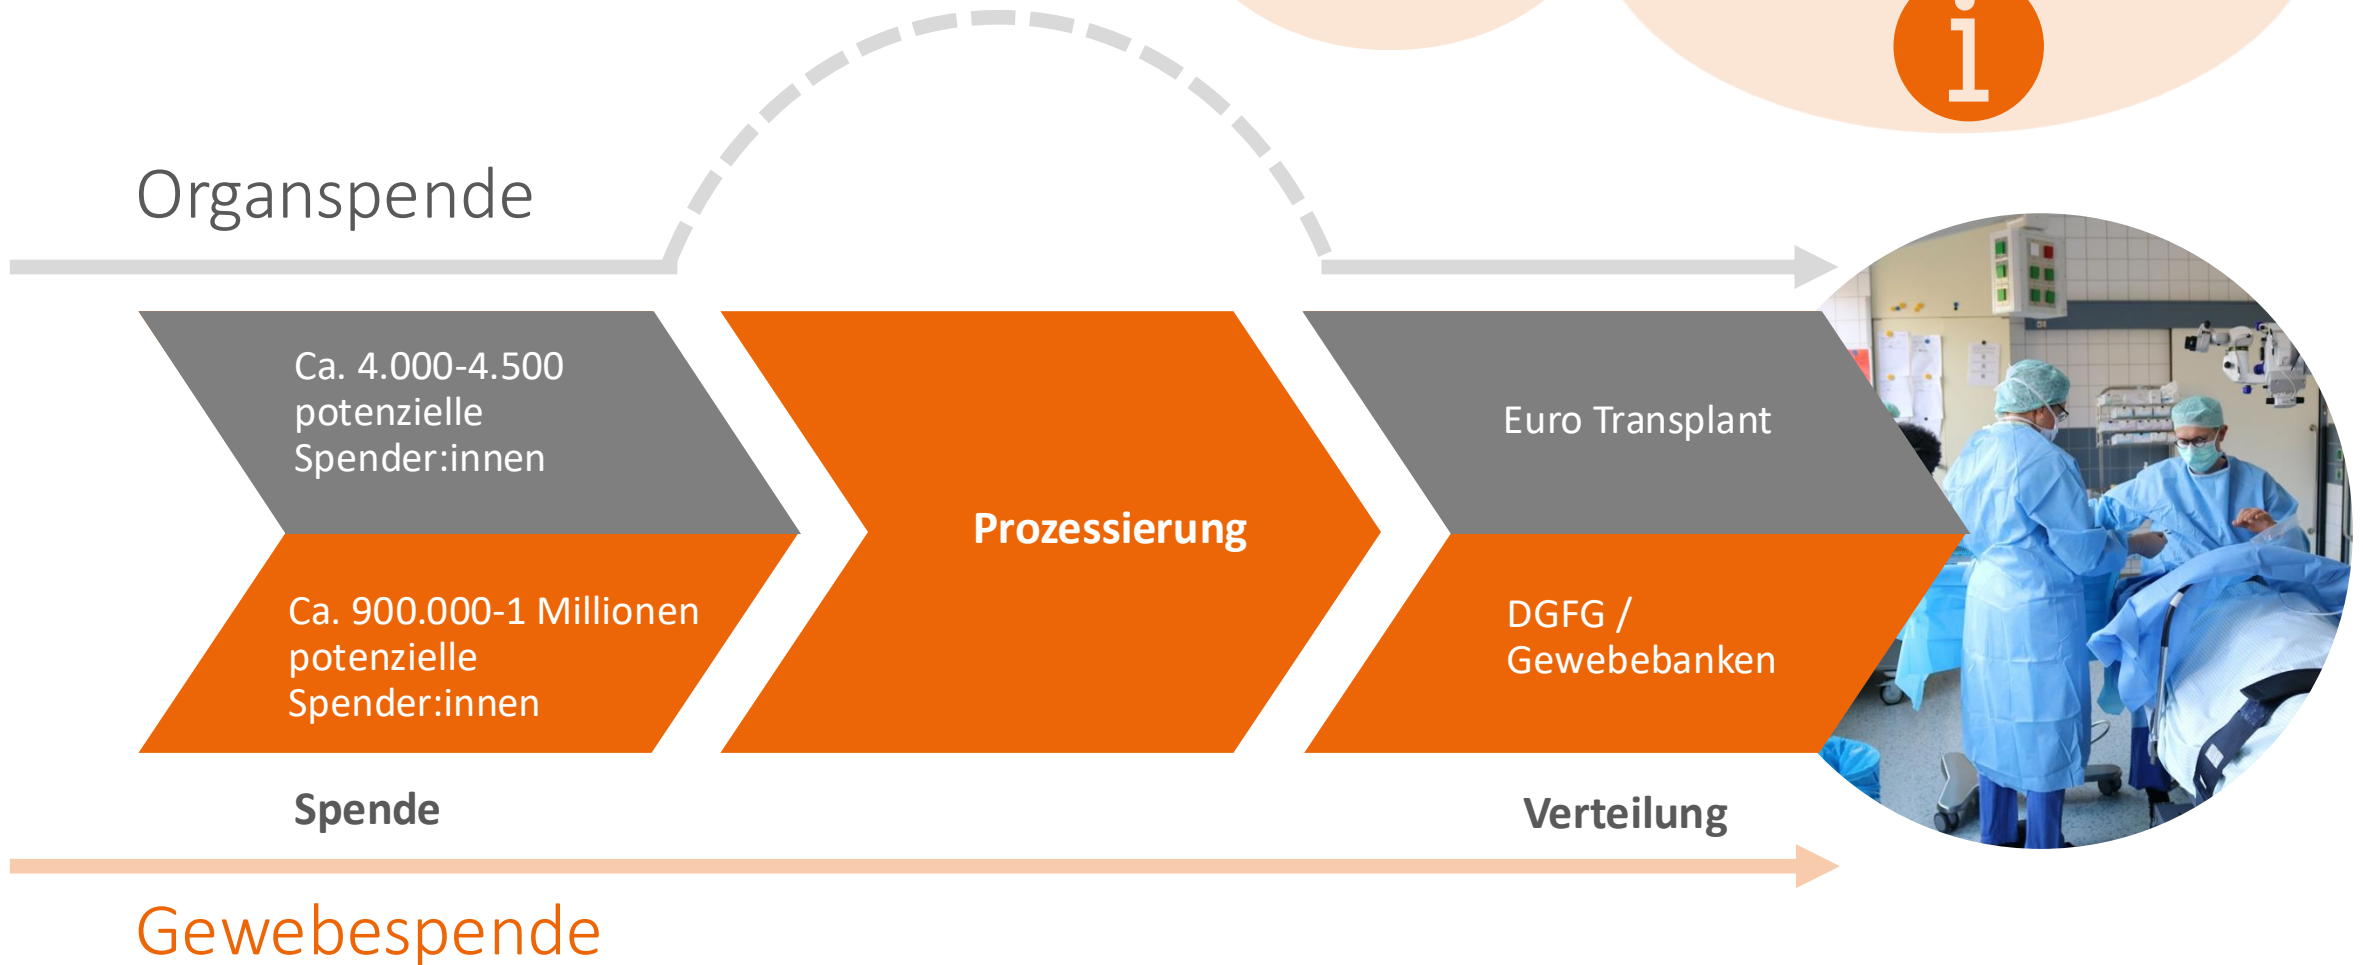 Organspende
Ca. 4.000-4.500
potenzielle
Spender:innen
Ca. 900.000-1 Millionen
potenzielle
Spender:innen
Prozessierung
Euro Transplant
DGFG /
Gewebebanken
Spende
Verteilung
Gewebespende